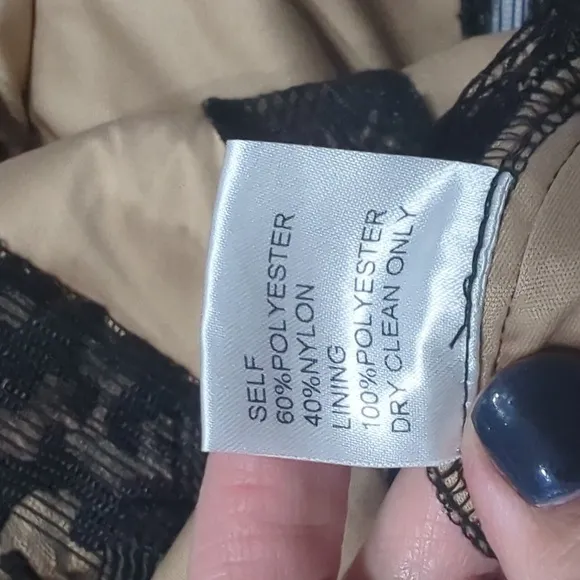 SELF
60%POLYESTER
40%NYLON
LINING
100%POLYESTER
DRY CLEAN ONLY